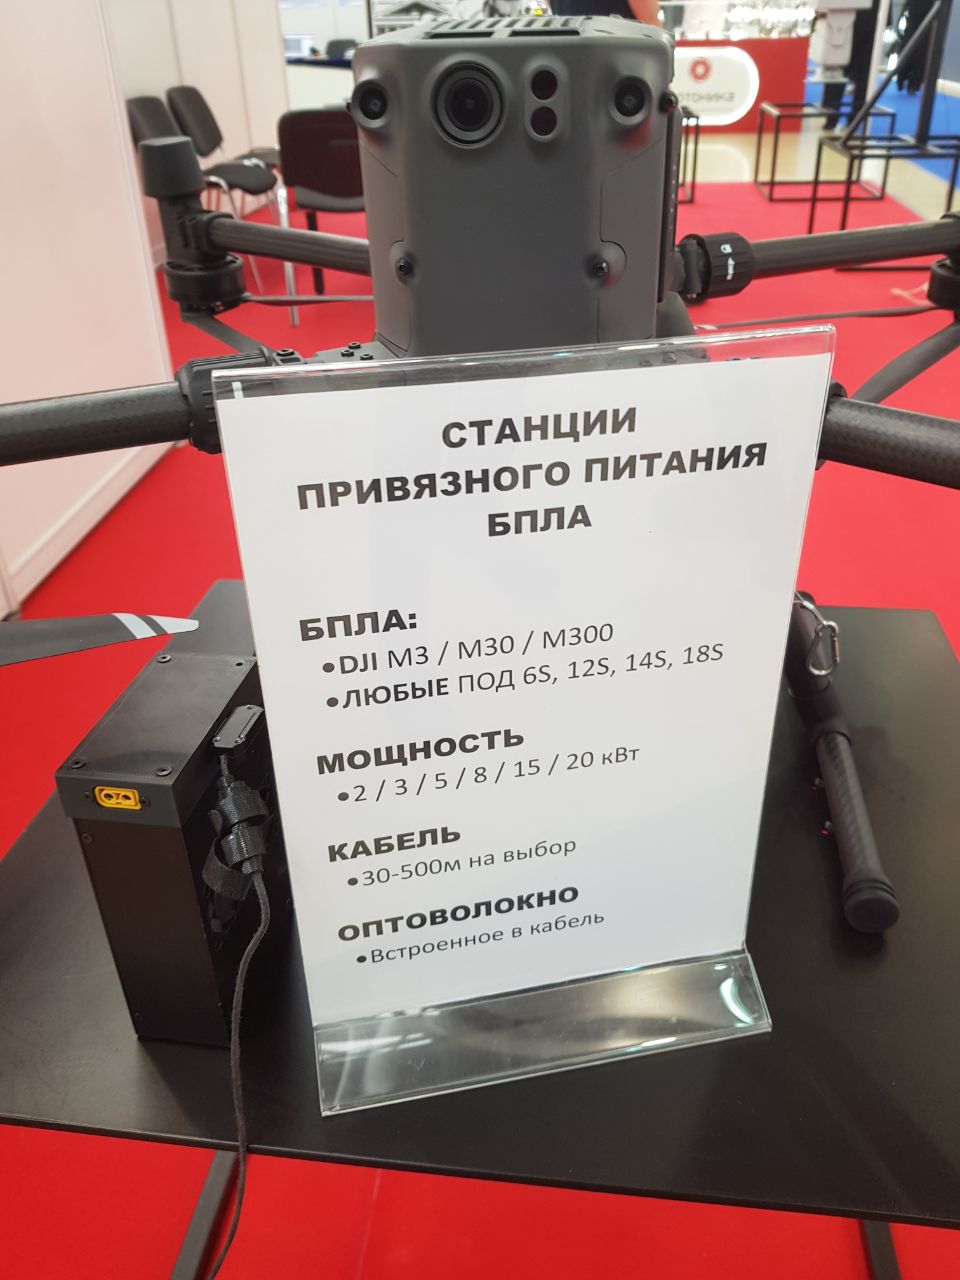 отоника
СТАНЦИИ
ПРИВЯЗНОГО ПИТАНИЯ
БПЛА
БПЛА:
•DJI M3 / M30 / M300
•ЛЮБЫЕ ПОД 6S, 12S, 14S, 18S
МОЩНОСТЬ
•2 / 3 / 5 / 8 / 15 / 20 кВт
КАБЕЛЬ
•30-500м на выбор
ОПТОВОЛОКНО
•Встроенное в кабель